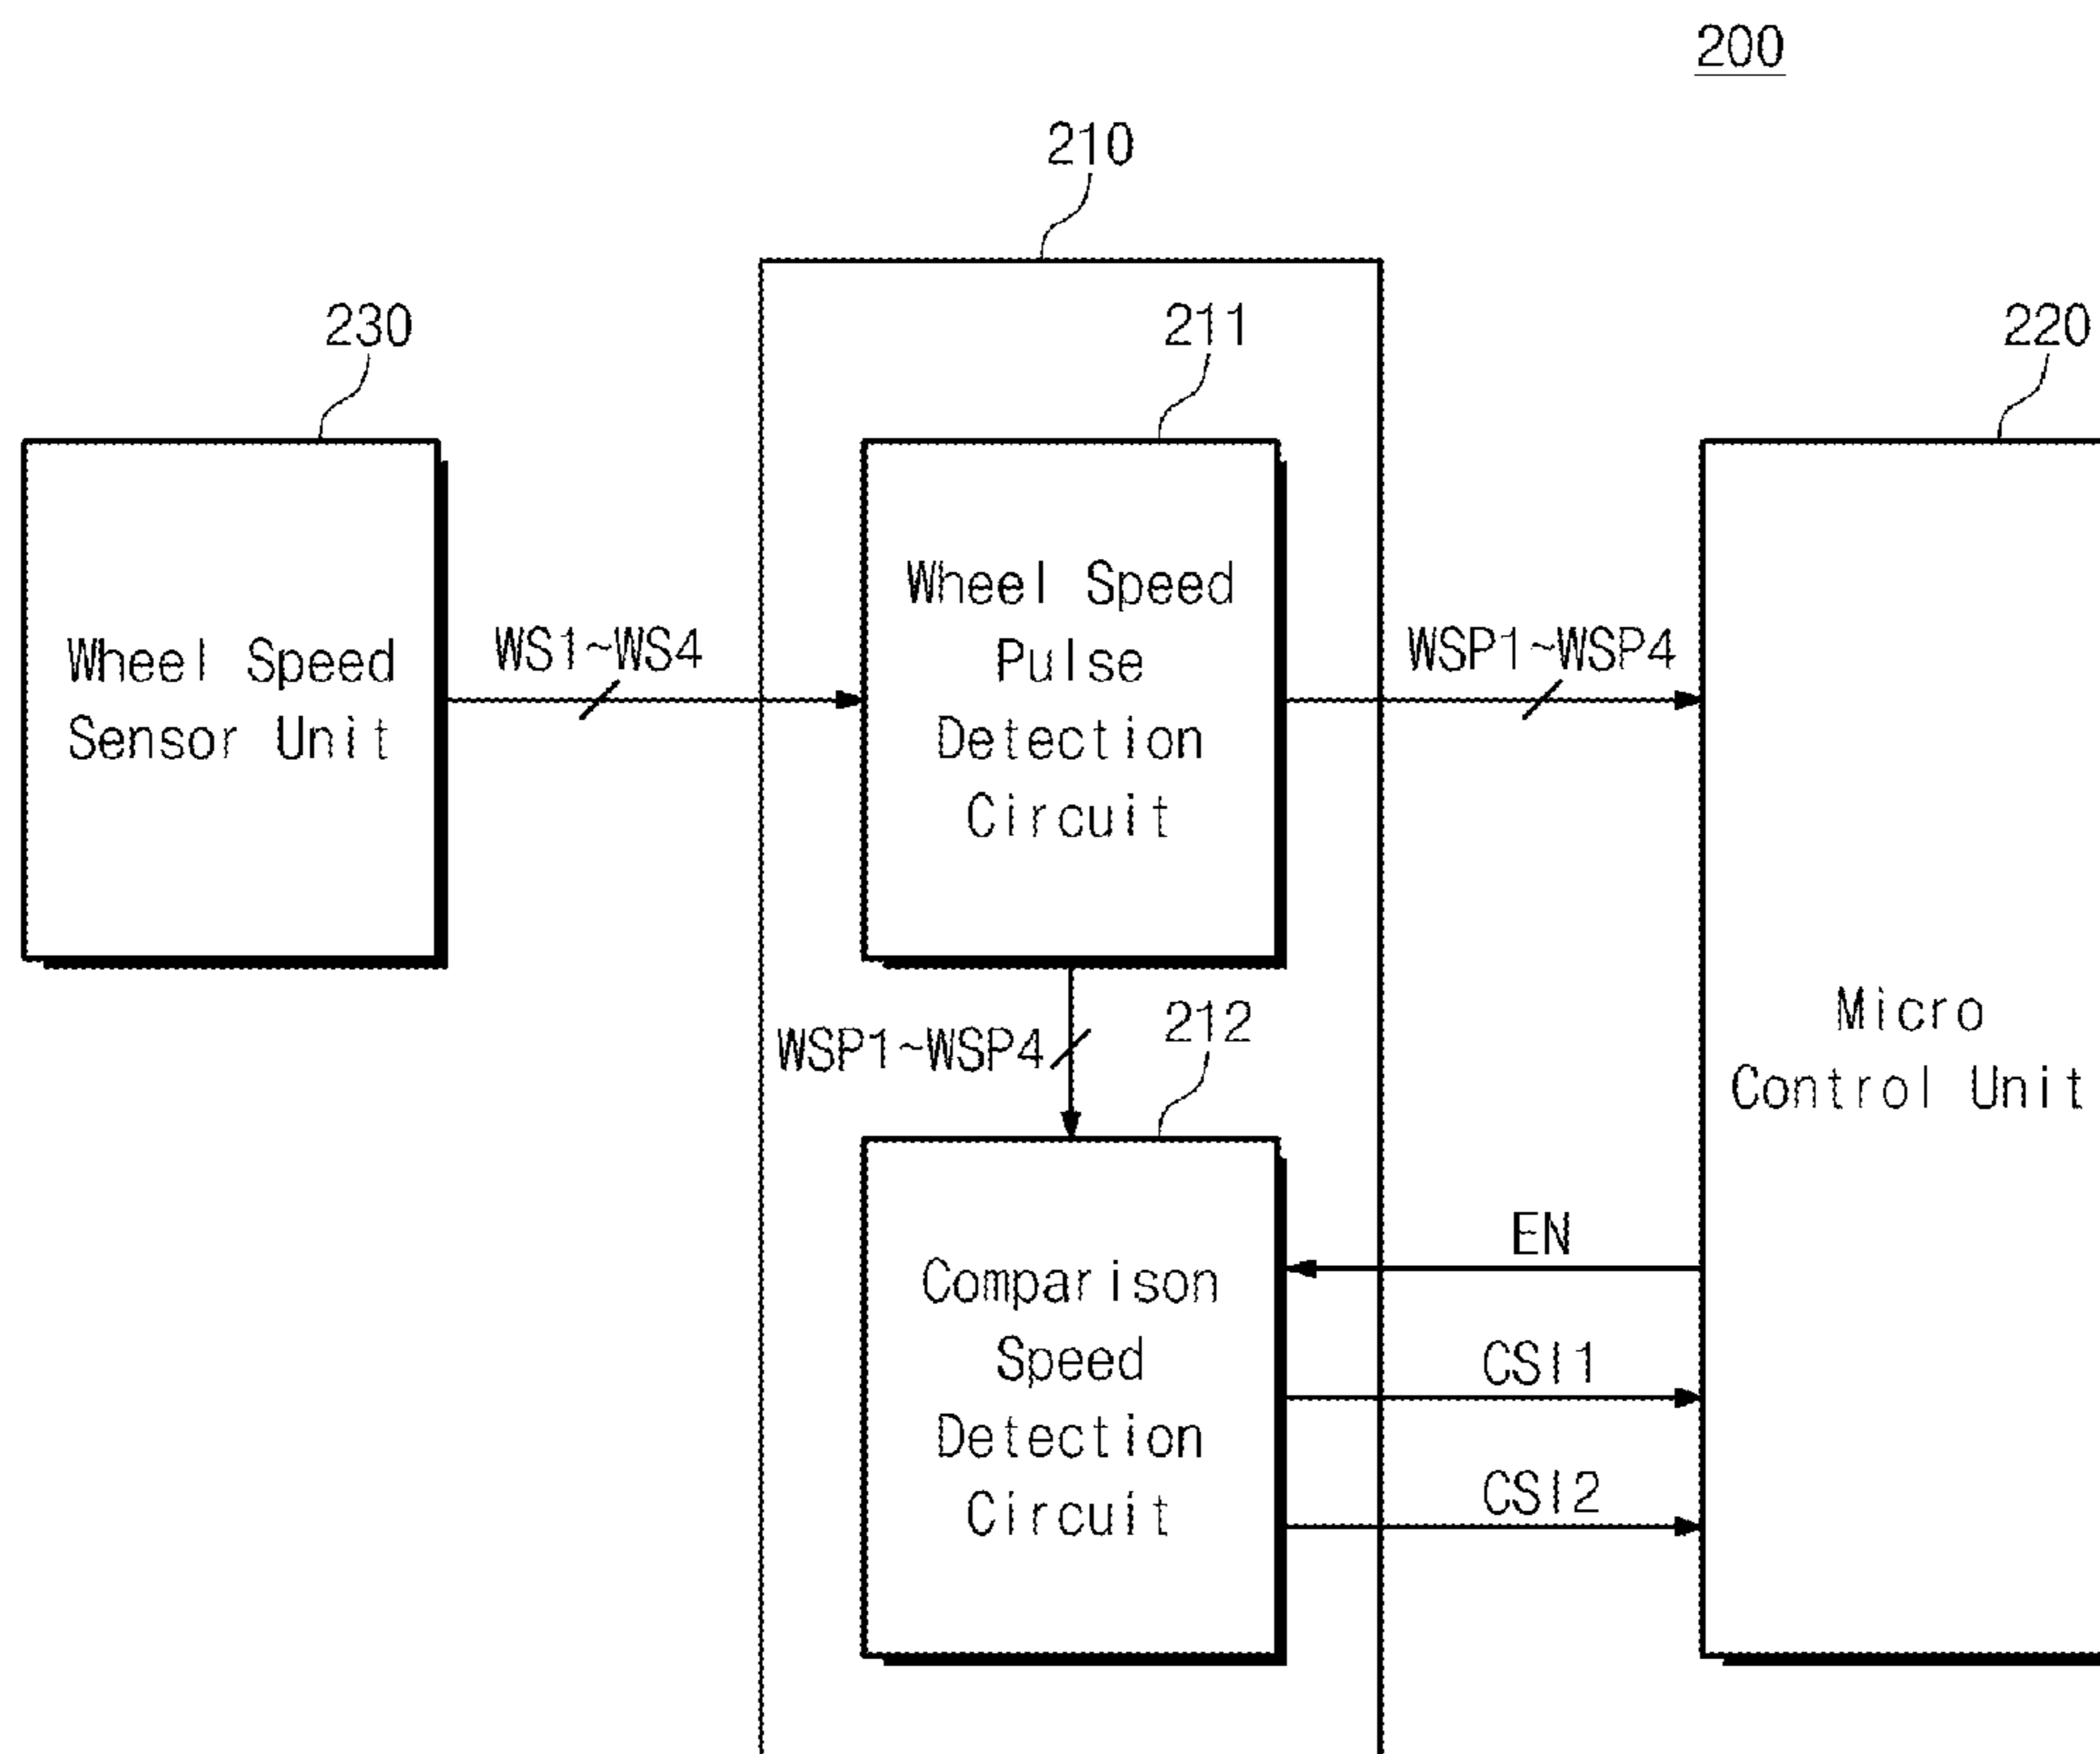 200
210
230
211
220
Wheel Speed
Sensor Unit
WS1~WS4
Wheel Speed
Pulse
Detection
Circuit
WSP1~WSP4
Micro
Control Unit
WSP1~WSP4
212
Comparison
Speed
Detection
Circuit
EN
CSI1
CSI2